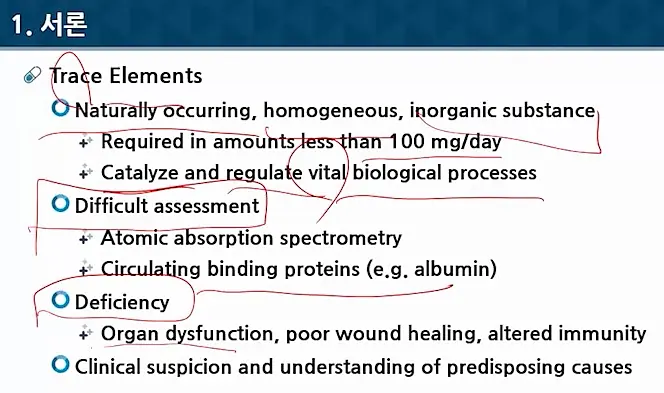 1. 서론
Trace Elements
Naturally occurring, homogeneous, inorganic substance
Required in amounts less than 100 mg/day
Catalyze and regulate vital biological processes
Difficult assessment
Atomic absorption spectrometry
Circulating binding proteins (e.g. albumin)
Deficiency
Organ dysfunction, poor wound healing, altered immunity
Clinical suspicion and understanding of predisposing causes